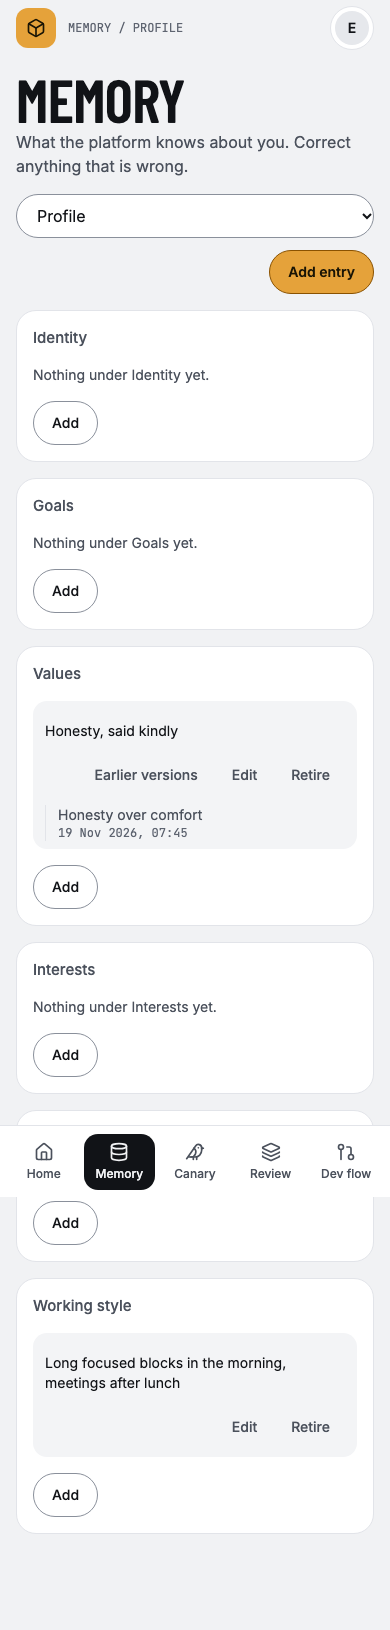 MEMORY / PROFILE
E
MEMORY
What the platform knows about you. Correct
anything that is wrong.
Profile
Add entry
Identity
Nothing under Identity yet.
Add
Goals
Nothing under Goals yet.
Add
Values
Honesty, said kindly
Earlier versions
Edit
Retire
Honesty over comfort
19 Nov 2026, 07:45
Add
Interests
Nothing under Interests yet.
Add
Home
Memory
Canary
Review
Dev flow
Add
Working style
Long focused blocks in the morning,
meetings after lunch
Edit
Retire
Add